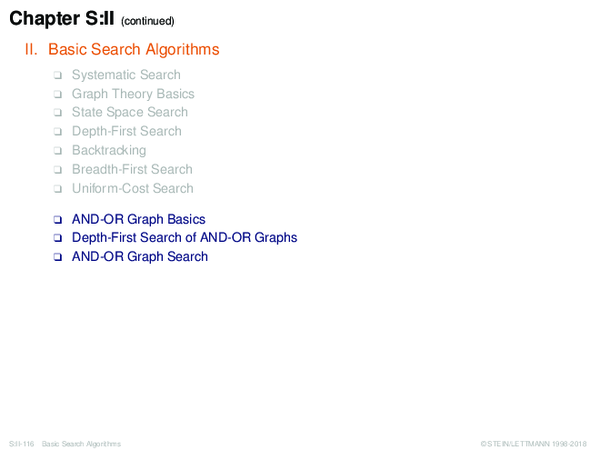 Chapter S:II (continued)
II. Basic Search Algorithms
❑ Systematic Search
❑ Graph Theory Basics
❑ State Space Search
❑ Depth-First Search
❑ Backtracking
❑ Breadth-First Search
❑ Uniform-Cost Search
❑ AND-OR Graph Basics
❑ Depth-First Search of AND-OR Graphs
❑ AND-OR Graph Search
S:II-116 Basic Search Algorithms
© STEIN/LETTMANN 1998-2018